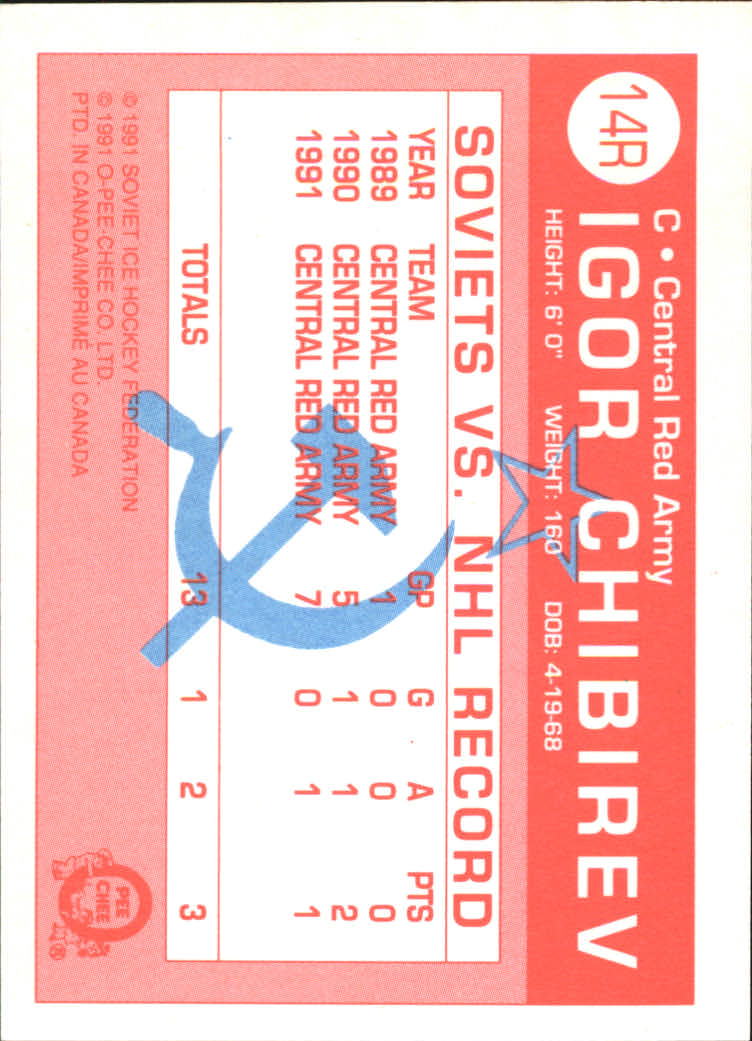 14R
C • Central Red Army
IGOR CHIBIREV
HEIGHT: 6' 0" WEIGHT: 160 DOB: 4-19-68
SOVIETS VS. NHL RECORD
YEAR TEAM GP G A PTS
1989 CENTRAL RED ARMY 1 0 0 0
1990 CENTRAL RED ARMY 5 1 1 2
1991 CENTRAL RED ARMY 7 0 1 1
TOTALS 13 1 2 3
© 1991 SOVIET ICE HOCKEY FEDERATION
© 1991 O-PEE-CHEE CO. LTD.
PTD. IN CANADA/IMPRIMÉ AU CANADA
O PEE CHEE